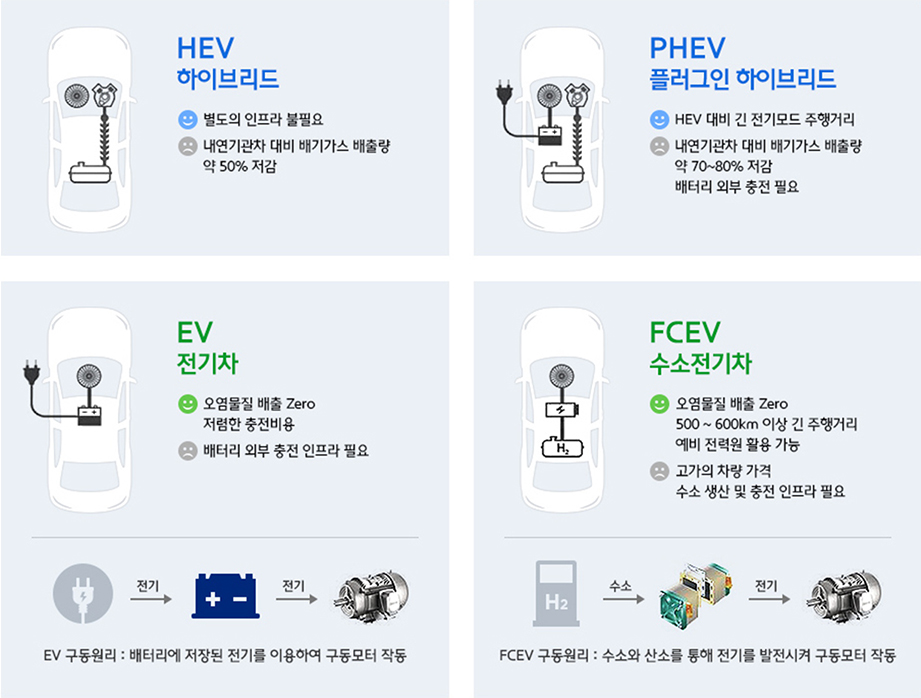 HEV
하이브리드
별도의 인프라 불필요
내연기관차 대비 배기가스 배출량
약 50% 저감
PHEV
플러그인 하이브리드
HEV 대비 긴 전기모드 주행거리
내연기관차 대비 배기가스 배출량
약 70~80% 저감
배터리 외부 충전 필요
EV
전기차
오염물질 배출 Zero
저렴한 충전비용
배터리 외부 충전 인프라 필요
전기
전기
EV 구동원리 : 배터리에 저장된 전기를 이용하여 구동모터 작동
FCEV
수소전기차
H2
오염물질 배출 Zero
500 ~ 600km 이상 긴 주행거리
예비 전력원 활용 가능
고가의 차량 가격
수소 생산 및 충전 인프라 필요
H2
수소
전기
FCEV 구동원리 : 수소와 산소를 통해 전기를 발전시켜 구동모터 작동